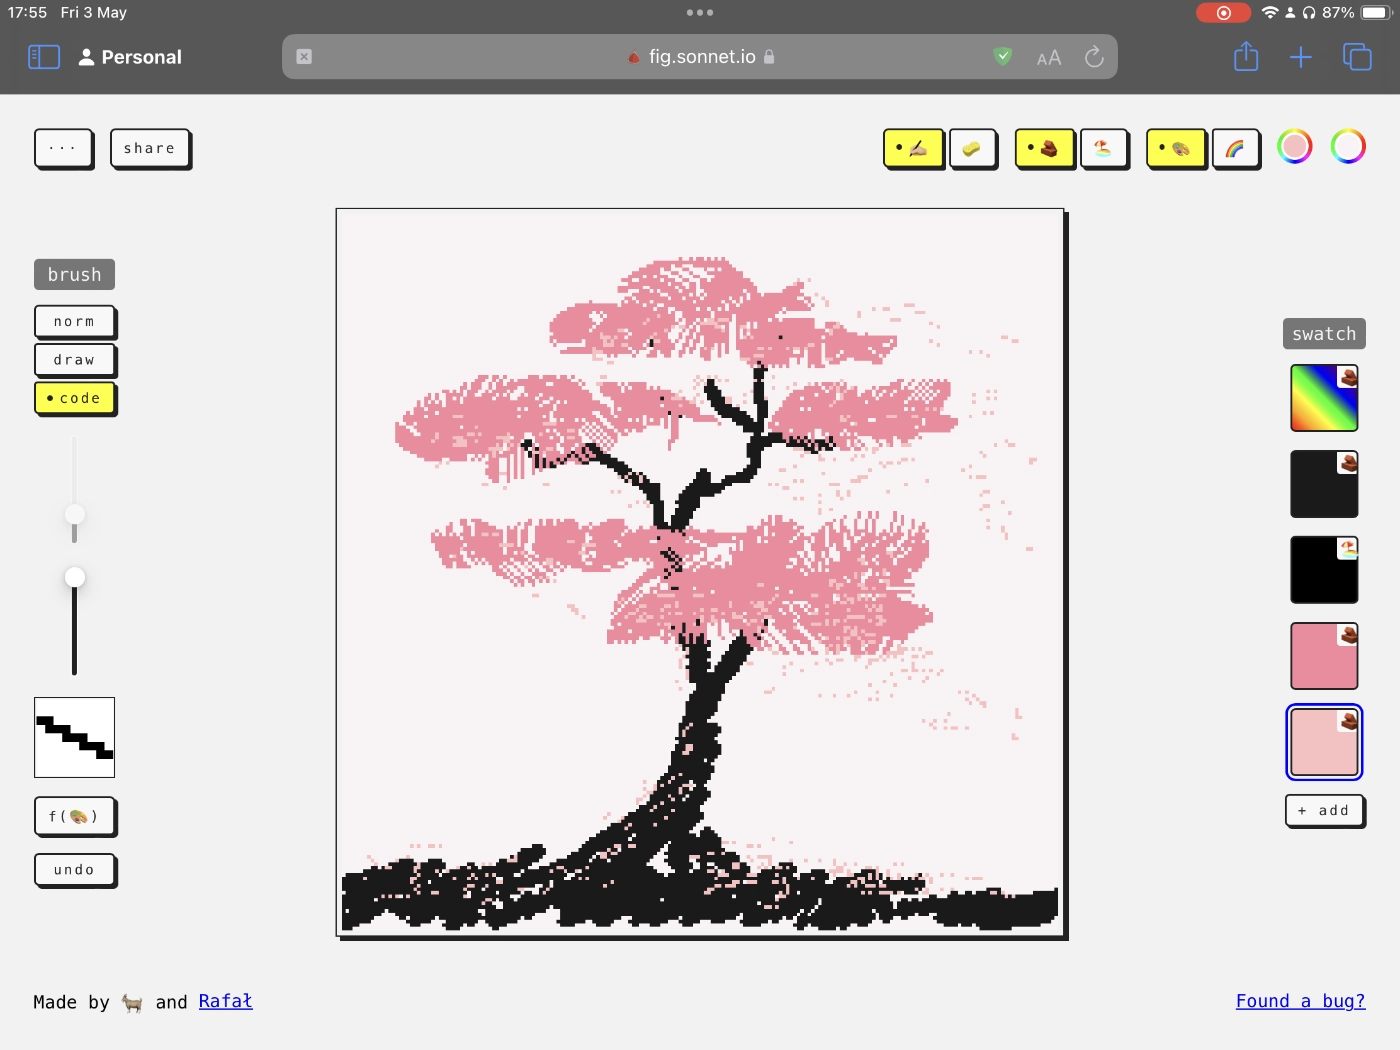 17:55 Fri 3 May
87%
Personal
fig.sonnet.io
AA
...
share
brush
norm
draw
code
f(🎨)
undo
swatch
+ add
Made by 🐐 and Rafał
Found a bug?